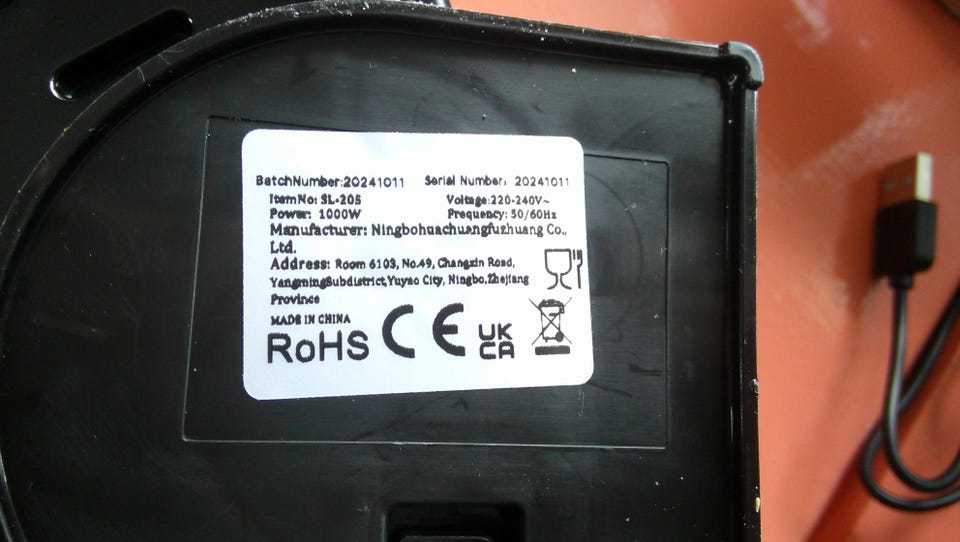 BatchNumber:20241011 Serial Number: 20241011
ItemNo: SL-205 Voltage:220-240V~
Power: 1000W Frequency: 50/60Hz
Manufacturer: Ningbohuachuangfuzhuang Co.,
Ltd.
Address: Room 6103, No.49, Changxin Road,
YangmingSubdistrict,Yuyao City, Ningbo,Zhejiang
Province
MADE IN CHINA
RoHS CE UK
CA